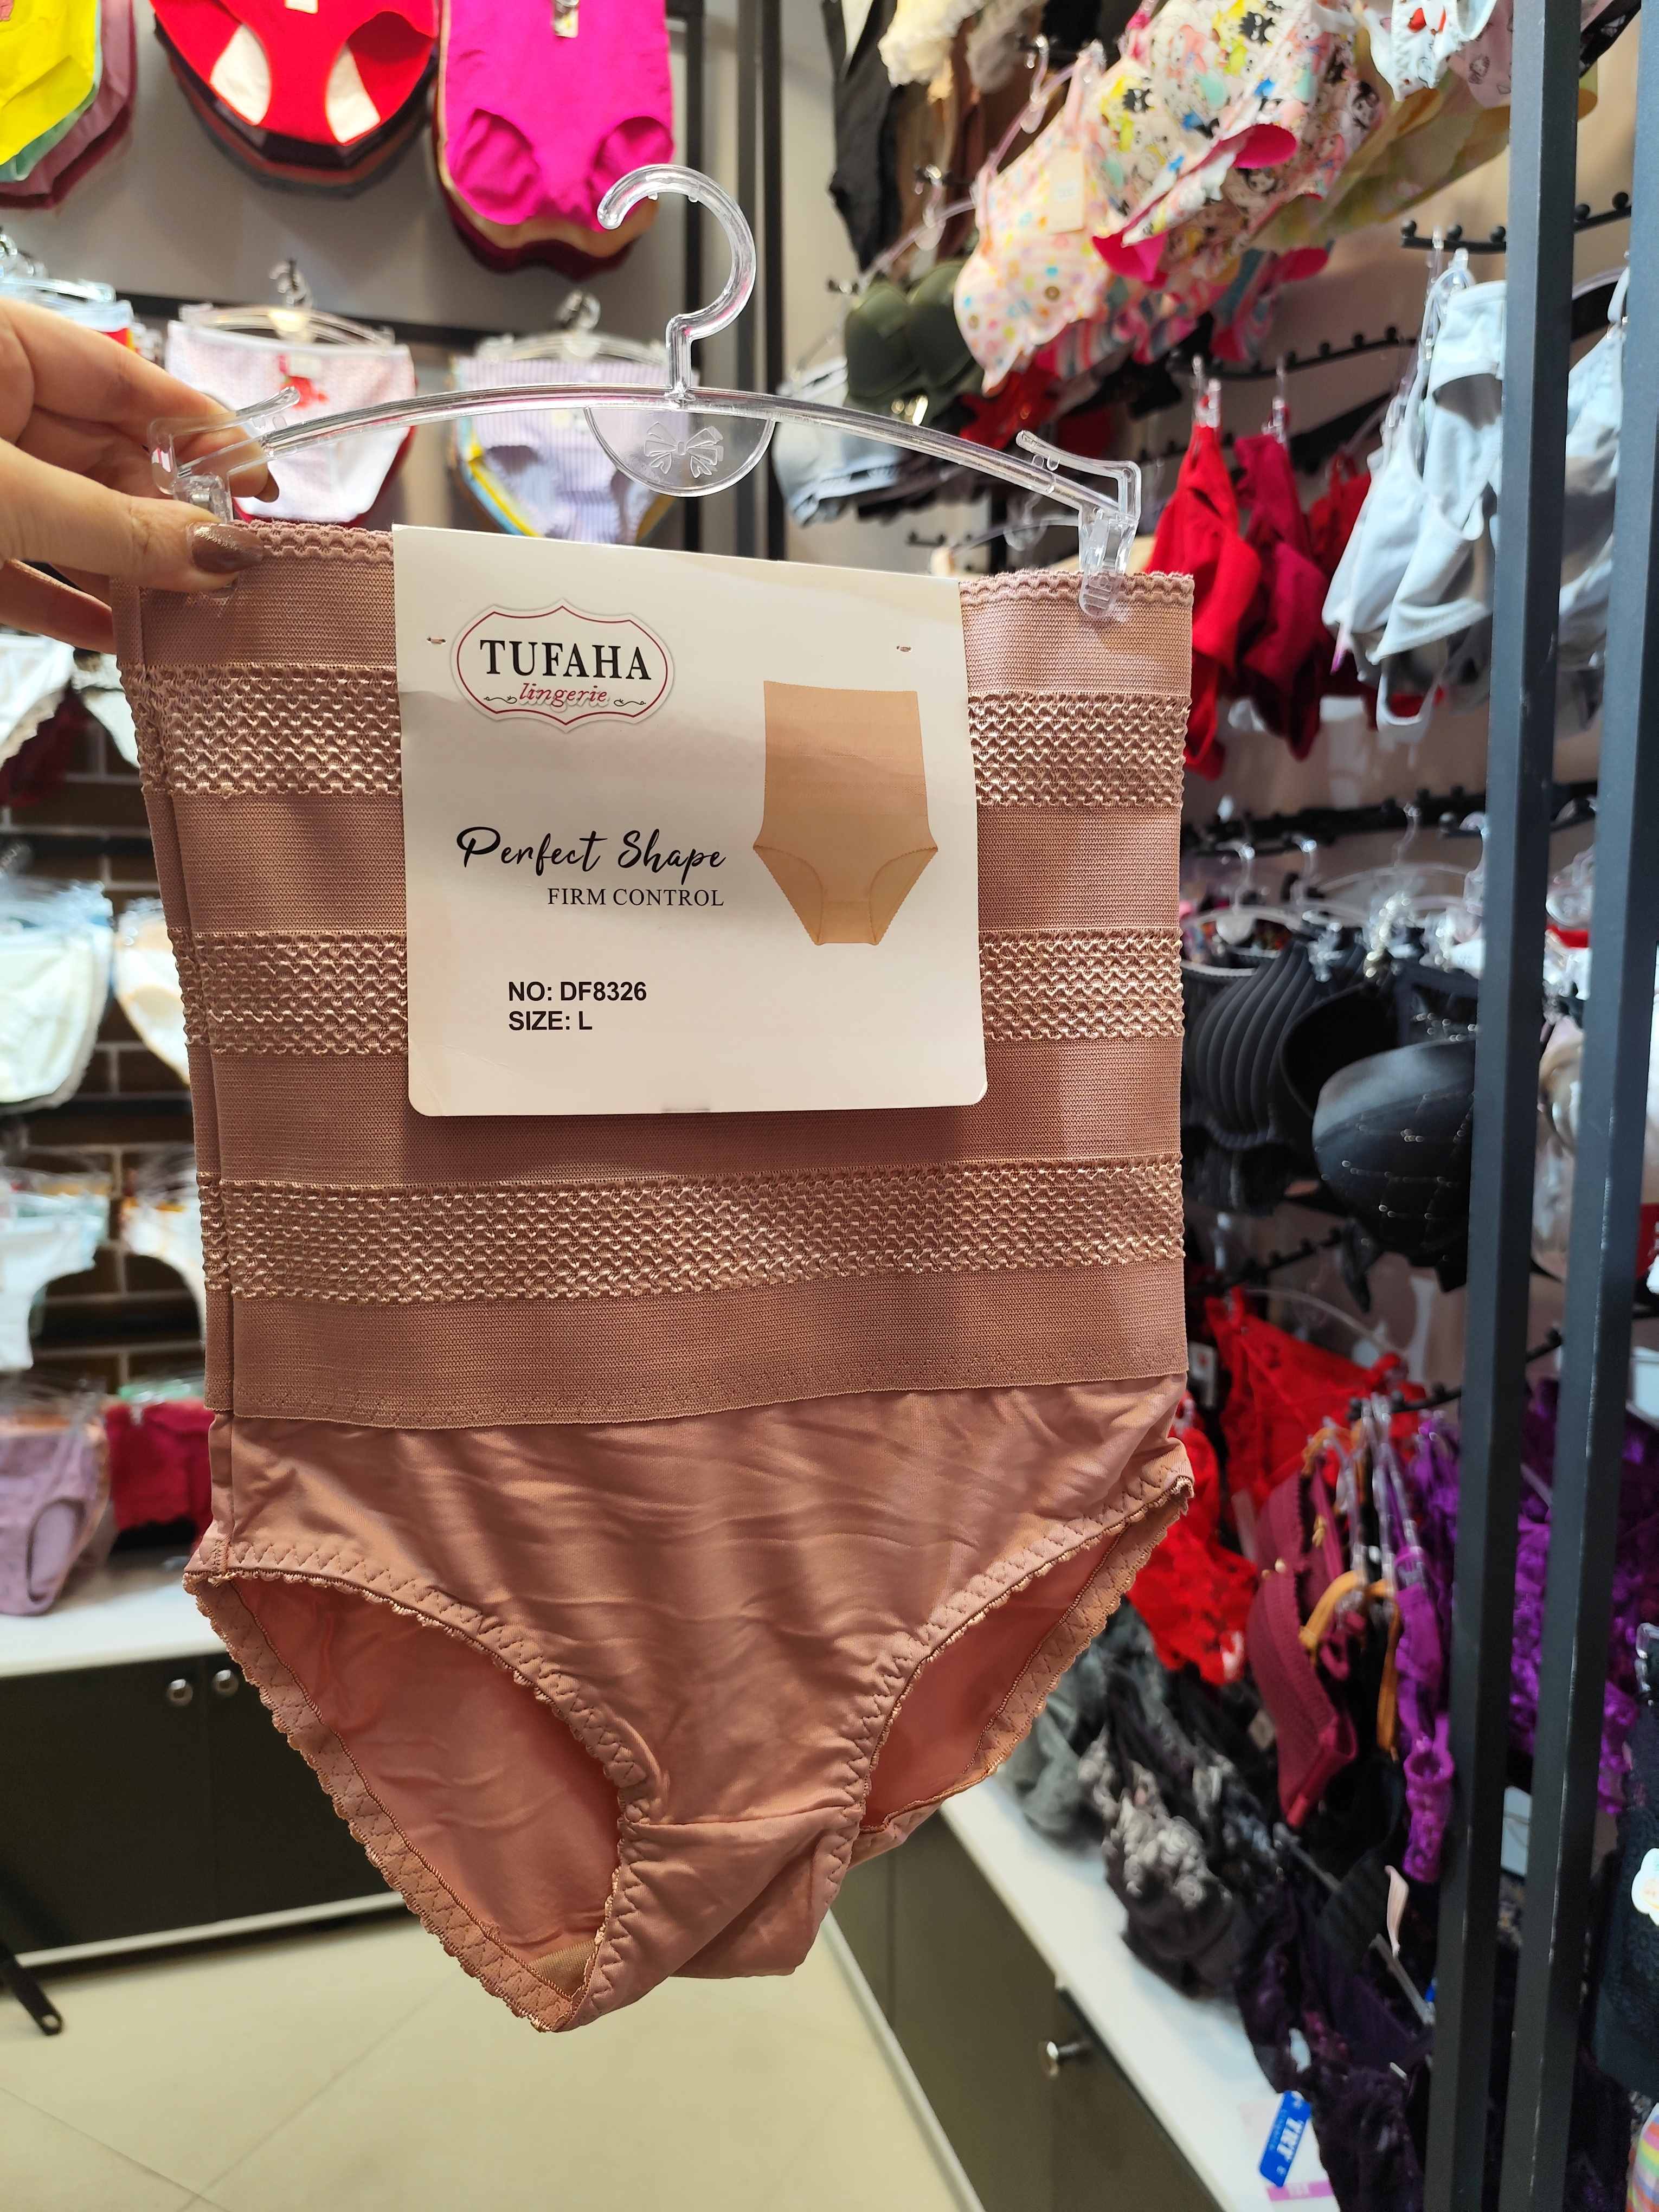 TUFAHA
lingerie
Perfect Shape
FIRM CONTROL
NO: DF8326
SIZE: L